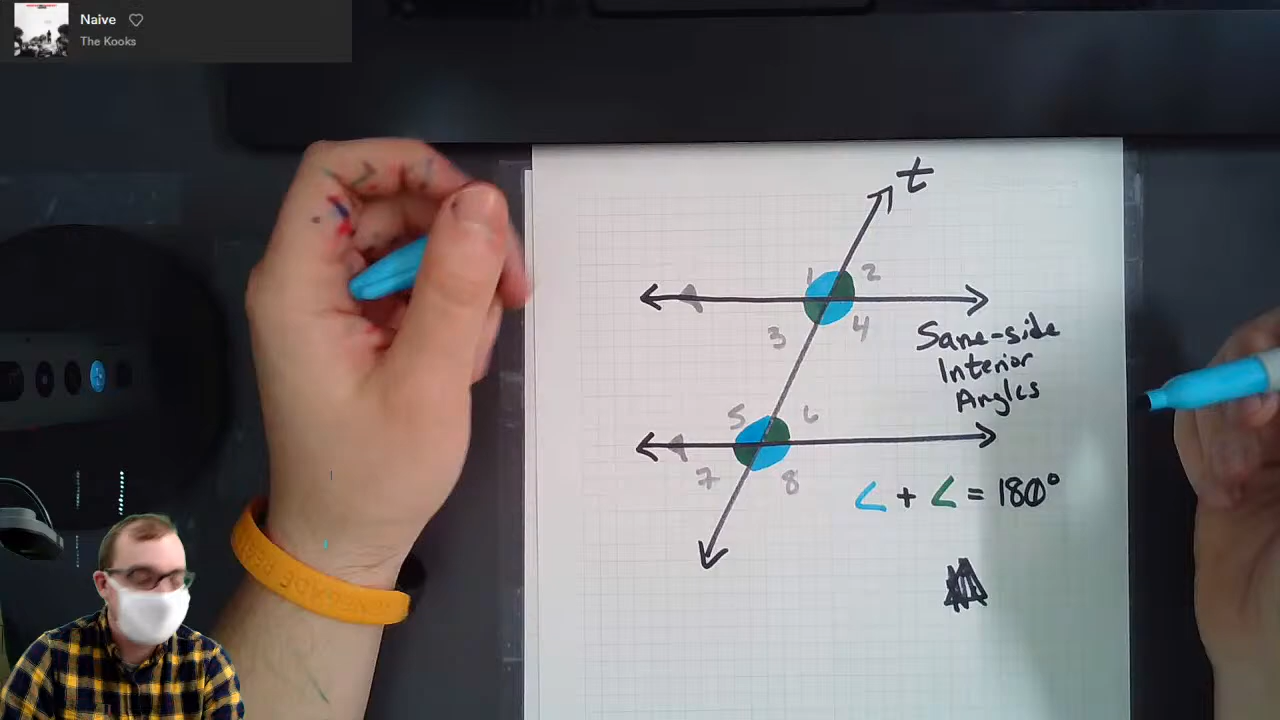 Naive
The Kooks
t
1 2
3 4
Same-side
Interior
Angles
5 6
7 8
∠ + ∠ = 180°